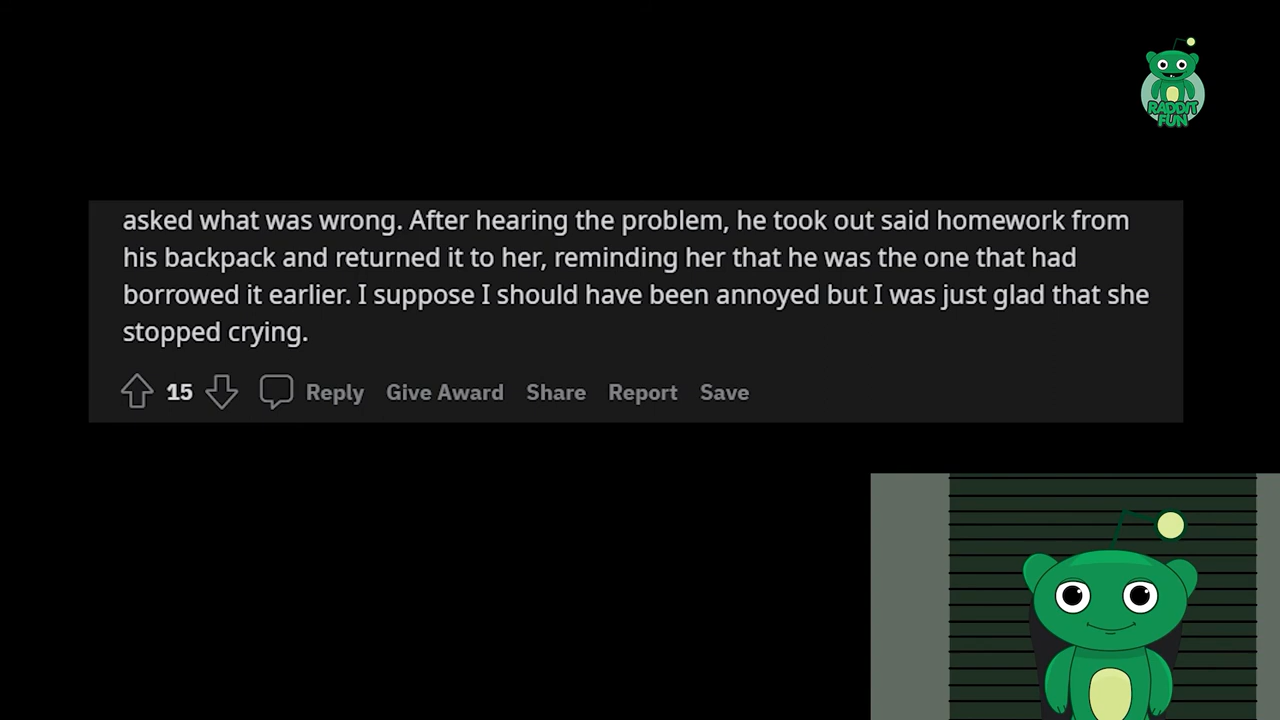 RADDIT
FUN
asked what was wrong. After hearing the problem, he took out said homework from
his backpack and returned it to her, reminding her that he was the one that had
borrowed it earlier. I suppose I should have been annoyed but I was just glad that she
stopped crying.
15 Reply Give Award Share Report Save